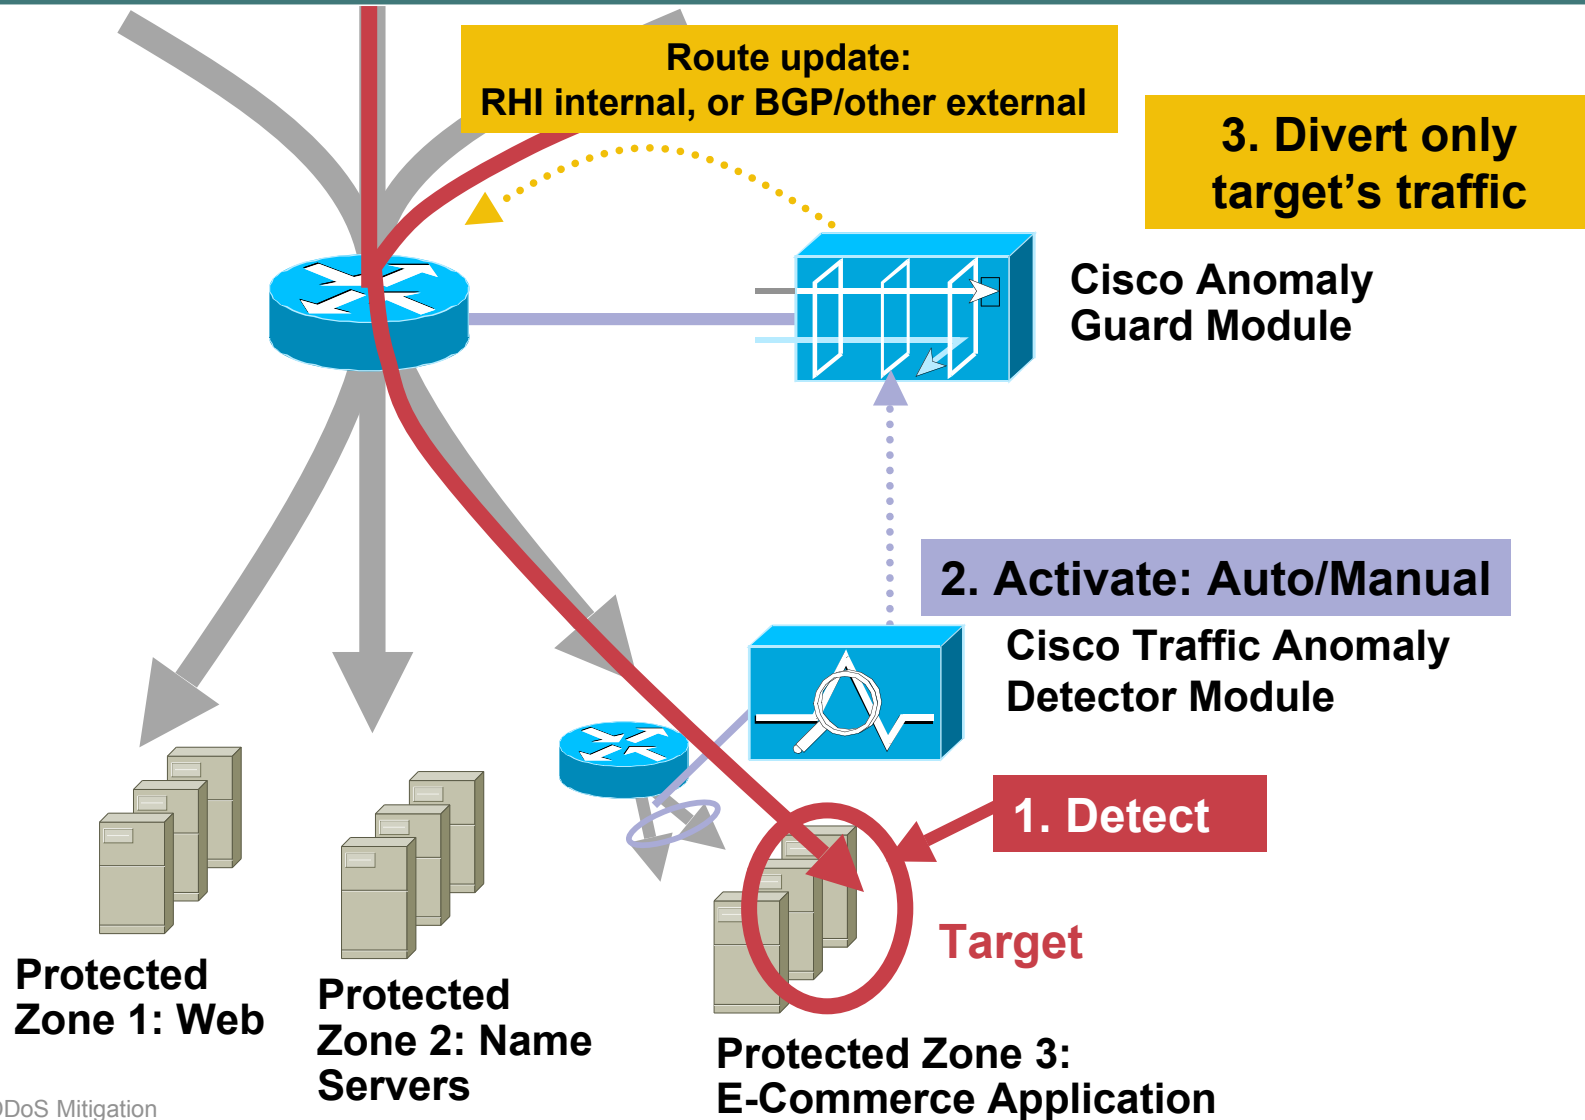 Route update:
RHI internal, or BGP/other external
3. Divert only
target's traffic
Cisco Anomaly
Guard Module
2. Activate: Auto/Manual
Cisco Traffic Anomaly
Detector Module
1. Detect
Target
Protected
Zone 1: Web
Protected
Zone 2: Name
Servers
Protected Zone 3:
E-Commerce Application
DDoS Mitigation